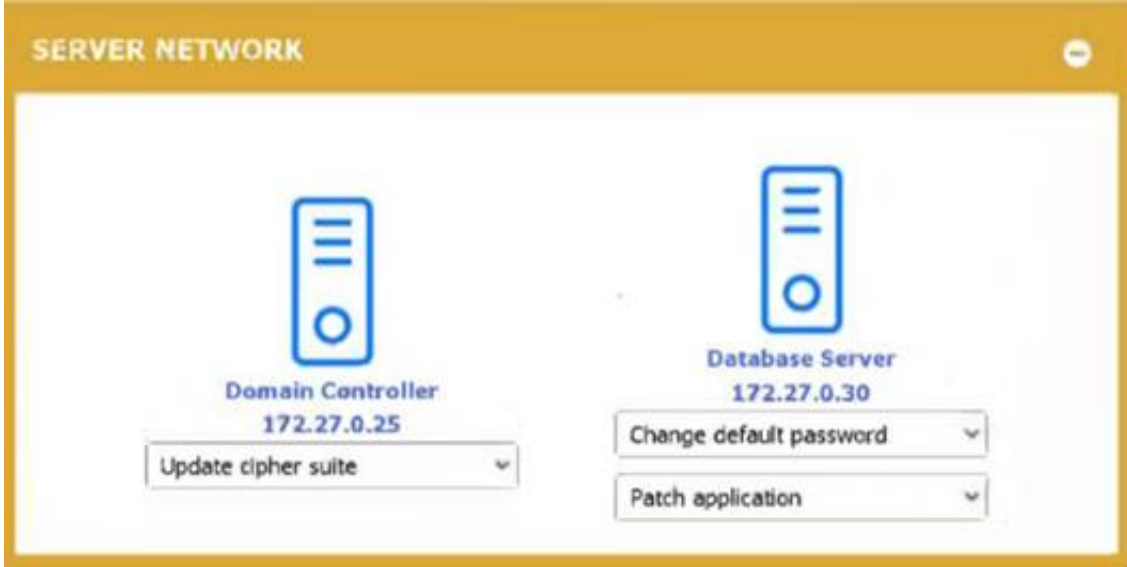 SERVER NETWORK
Domain Controller
172.27.0.25
Update cipher suite
Database Server
172.27.0.30
Change default password
Patch application